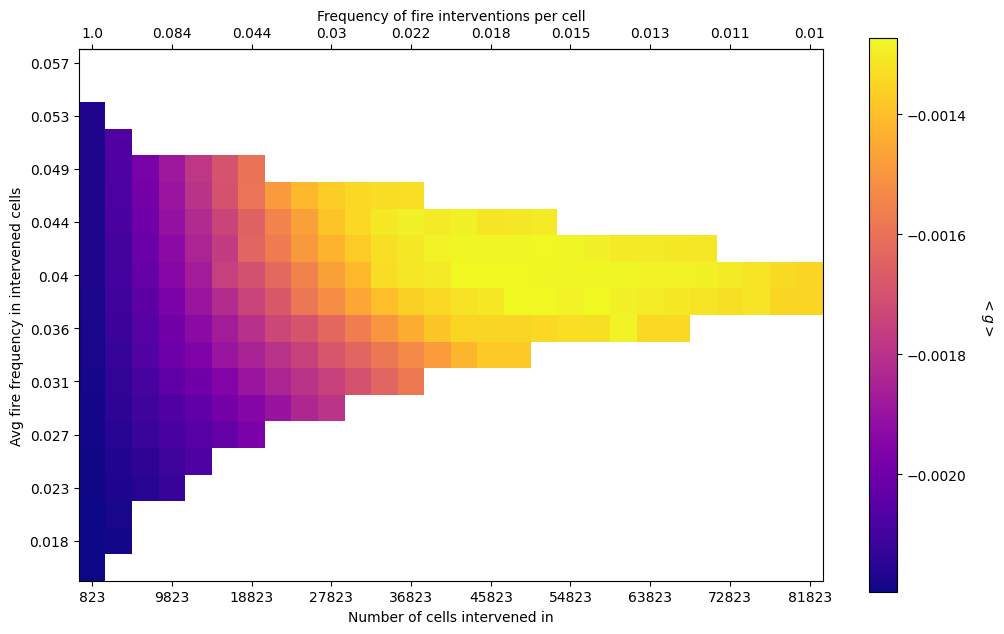 Frequency of fire interventions per cell
1.0 0.084 0.044 0.03 0.022 0.018 0.015 0.013 0.011 0.01
Avg fire frequency in intervened cells
0.057
0.053
0.049
0.044
0.04
0.036
0.031
0.027
0.023
0.018
823 9823 18823 27823 36823 45823 54823 63823 72823 81823
Number of cells intervened in
−0.0014
−0.0016
−0.0018
−0.0020
< g >